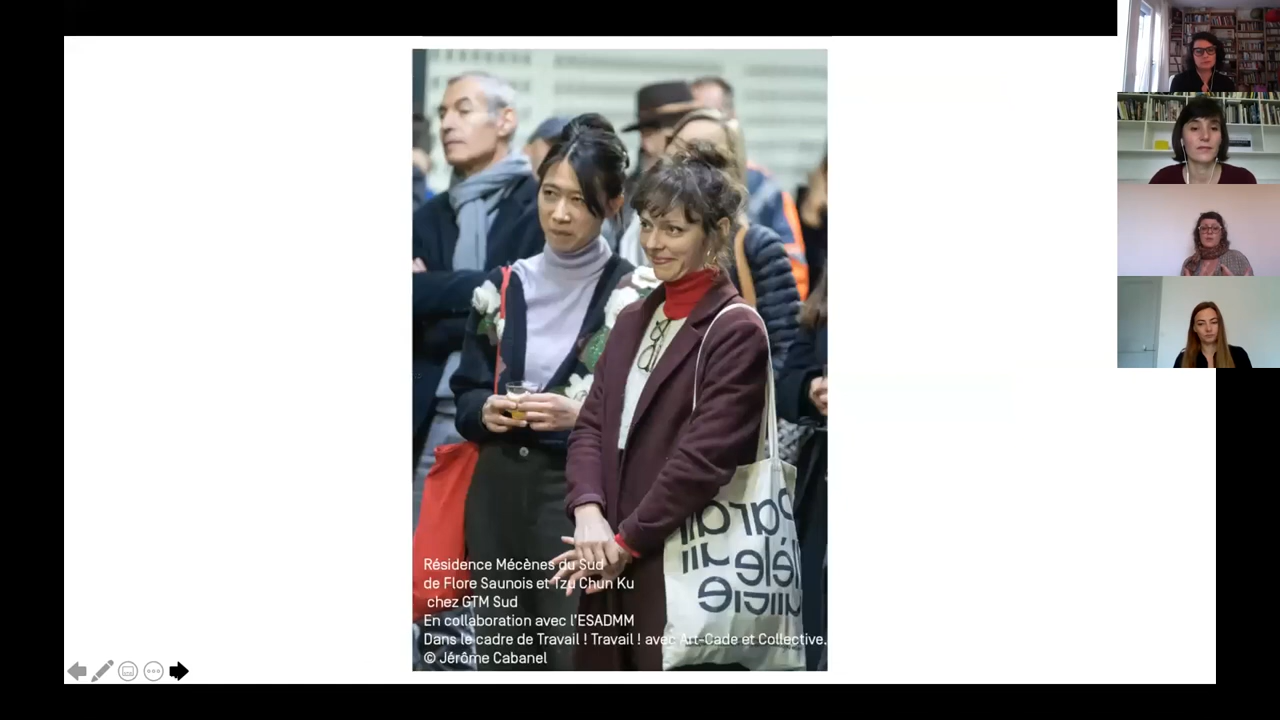 Résidence Mécènes du Sud
de Flore Saunois et Tzu Chun Ku
chez GTM Sud
En collaboration avec l'ESADMM
Dans le cadre de Travail ! Travail ! avec Art-Cade et Collective.
© Jérôme Cabanel